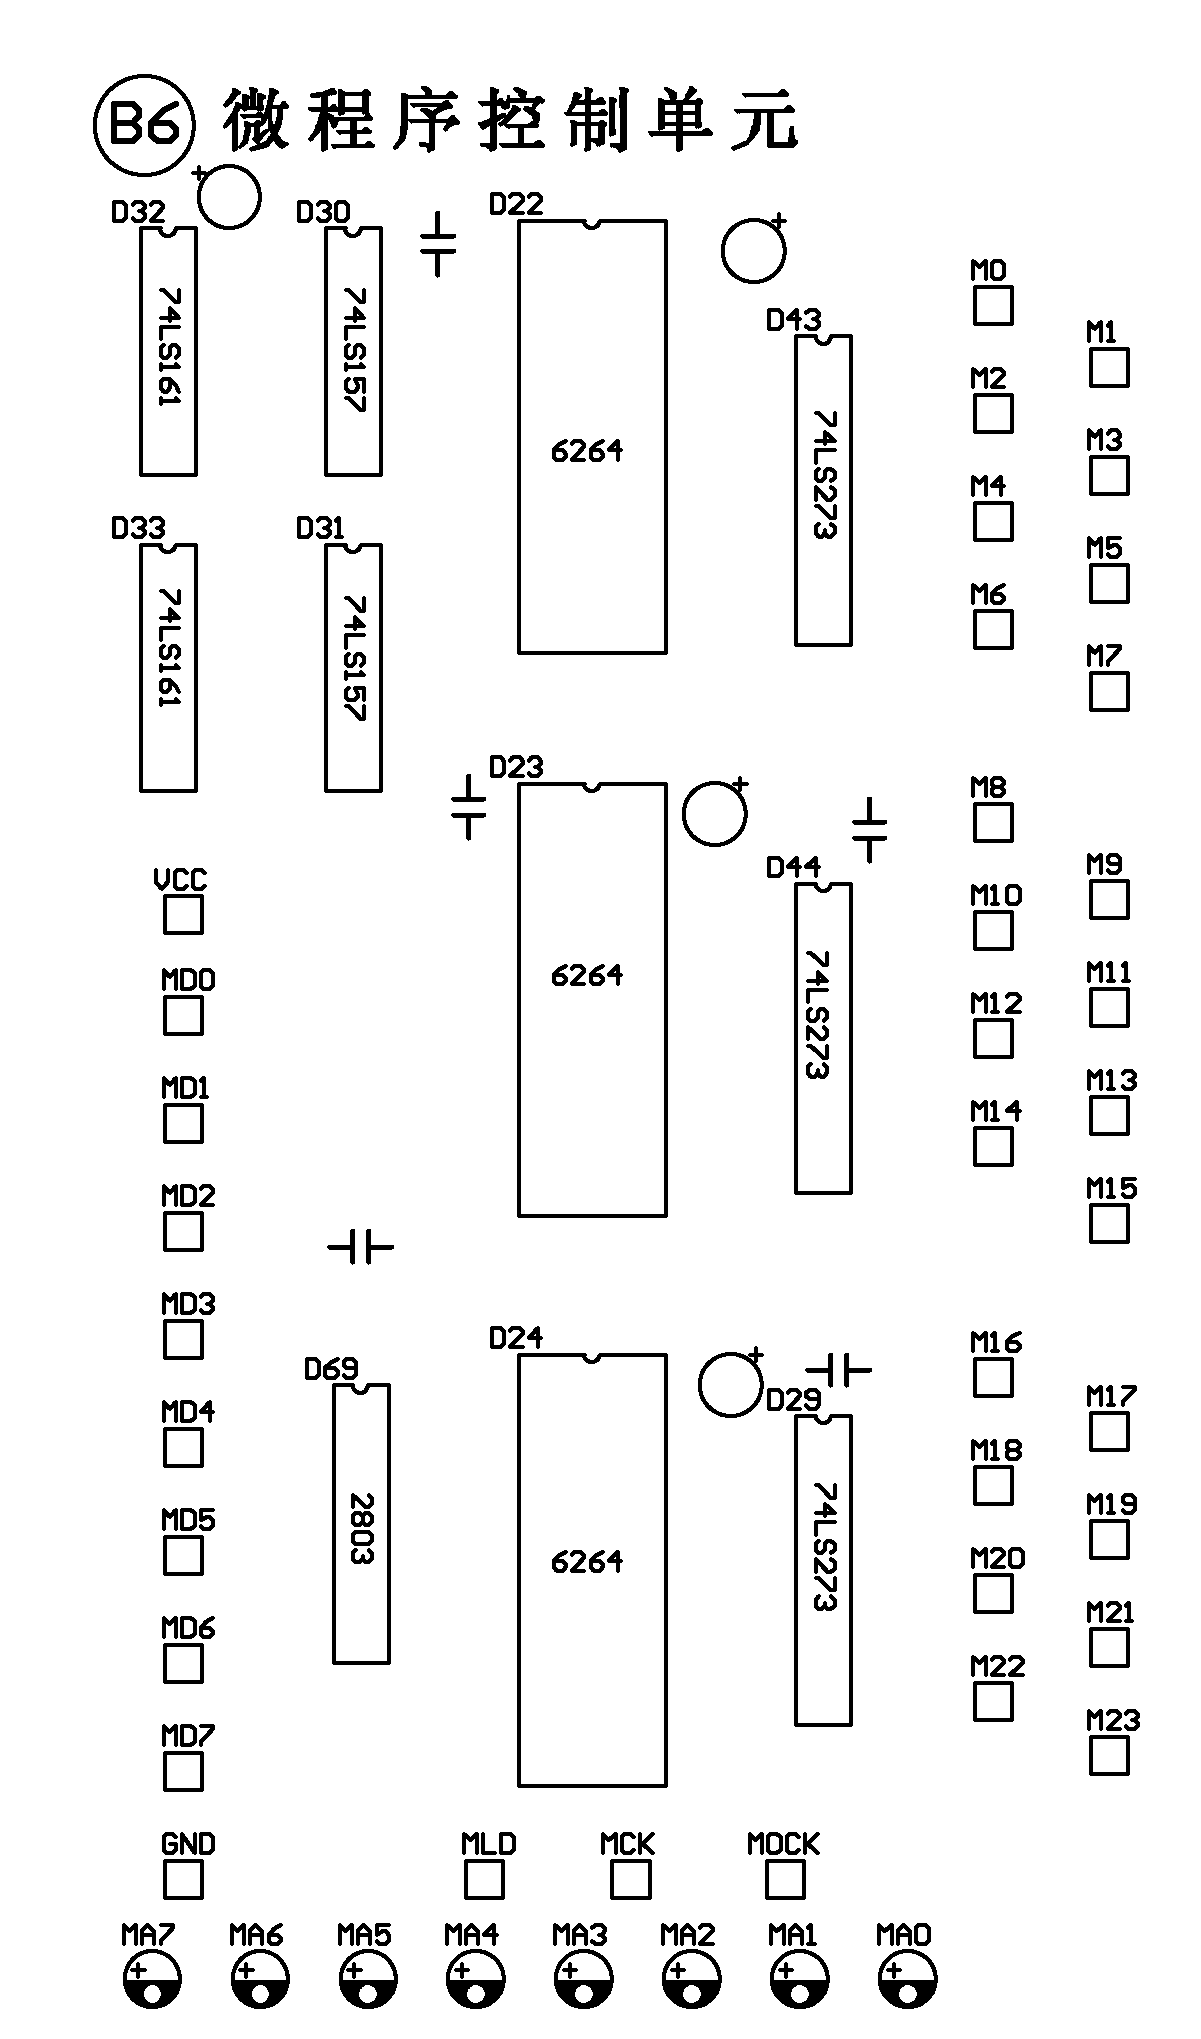 B6 微程序控制单元
D32
D30
D22
74LS161
74LS157
6264
D43
74LS273
M0
M1
M2
M3
M4
M5
M6
M7
D33
D31
74LS161
74LS157
D23
6264
D44
74LS273
M8
M9
M10
M11
M12
M13
M14
M15
VCC
MD0
MD1
MD2
MD3
MD4
MD5
MD6
MD7
GND
D69
2803
D24
6264
D29
74LS273
M16
M17
M18
M19
M20
M21
M22
M23
MLD MCK MOCK
MA7 MA6 MA5 MA4 MA3 MA2 MA1 MA0